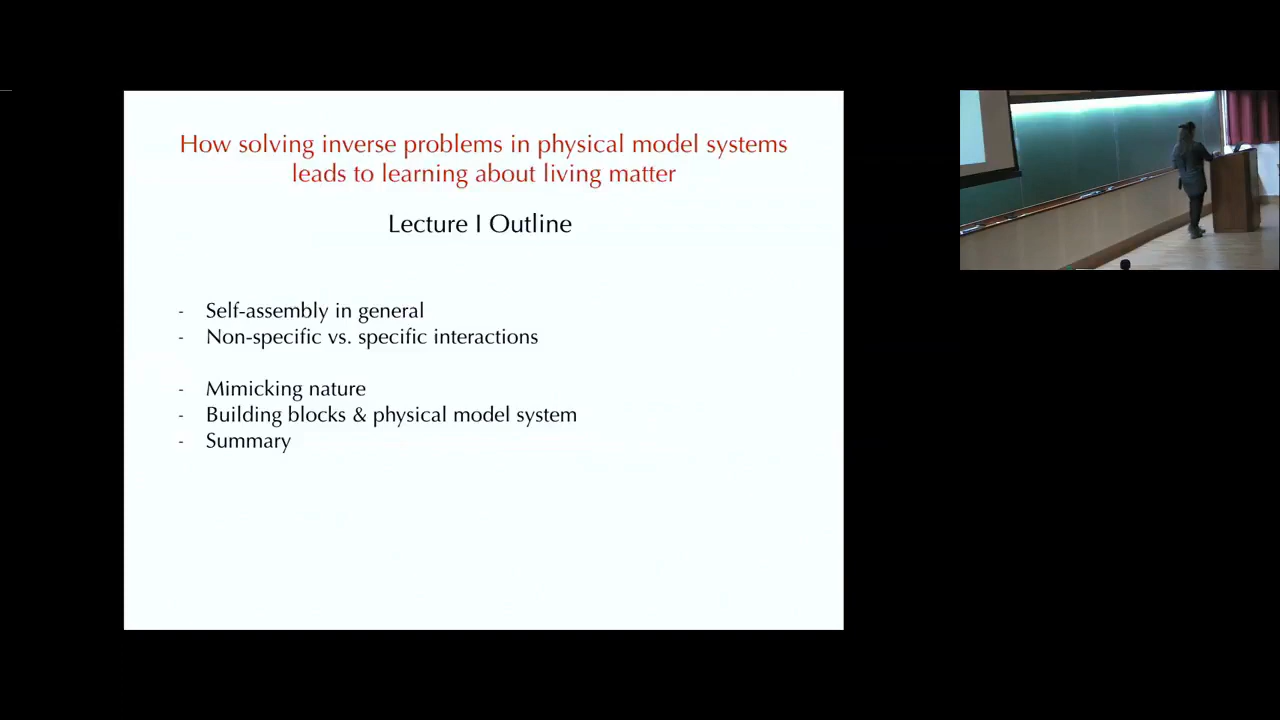 How solving inverse problems in physical model systems
leads to learning about living matter
Lecture I Outline
- Self-assembly in general
- Non-specific vs. specific interactions
- Mimicking nature
- Building blocks & physical model system
- Summary